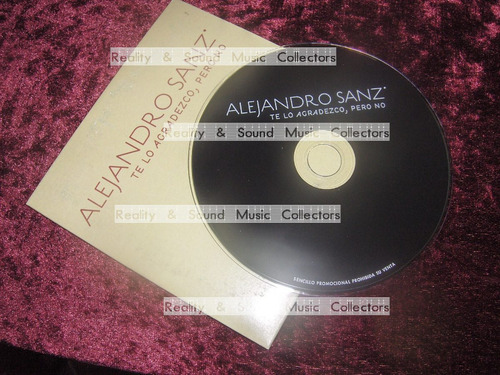 Reality & Sound Music Collectors
ALEJANDRO SANZ
TE LO AGRADEZCO, PERO NO
ALEJANDRO SANZ
TE LO AGRADEZCO, PERO NO
Reality & Sound Music Collectors
Reality & Sound Music Collectors
SENCILLO PROMOCIONAL PROHIBIDA SU VENTA
Reality & Sound Music Collectors